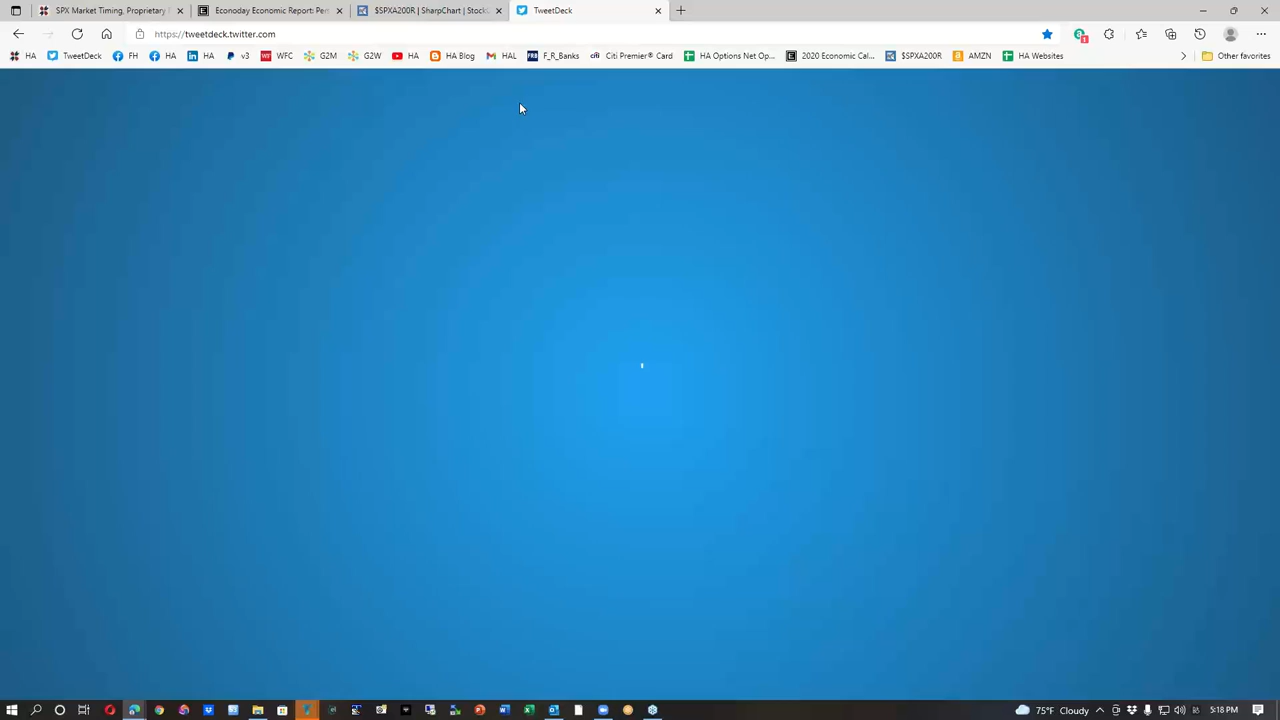 SPX Market Timing, Proprietary
Econoday Economic Report: Per
$SPXA200R | SharpChart | Stock
TweetDeck
https://tweetdeck.twitter.com
1
HA
TweetDeck
FH
HA
HA
v3
WFC
G2M
G2W
HA
HA Blog
HAL
F_R_Banks
Citi Premier® Card
HA Options Net Op...
2020 Economic Cal...
$SPXA200R
AMZN
HA Websites
Other favorites
75°F Cloudy
5:18 PM